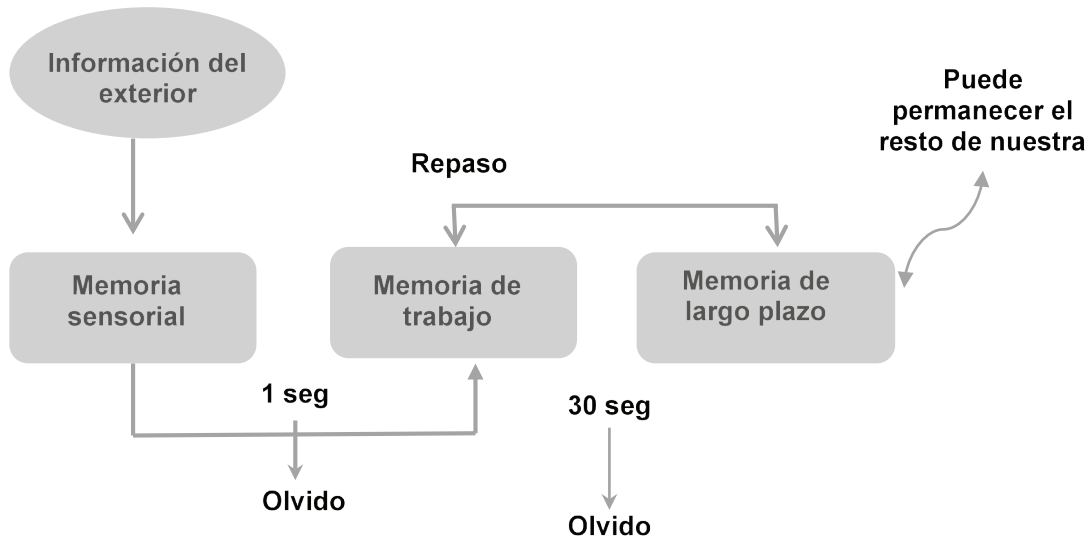 Información del
exterior
Puede
permanecer el
resto de nuestra
Repaso
Memoria
sensorial
Memoria de
trabajo
Memoria de
largo plazo
1 seg
30 seg
Olvido
Olvido